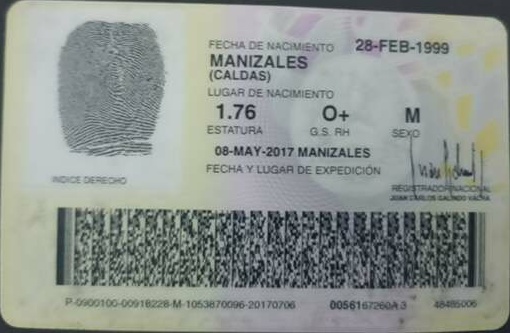 FECHA DE NACIMIENTO 28-FEB-1999
MANIZALES
(CALDAS)
LUGAR DE NACIMIENTO
1.76 O+ M
ESTATURA G.S. RH SEXO
08-MAY-2017 MANIZALES
FECHA Y LUGAR DE EXPEDICIÓN
INDICE DERECHO
REGISTRADOR NACIONAL
JUAN CARLOS GALINDO VACHA
P-0900100-00918228-M-1053870096-20170706 0056167260A 3 48485006